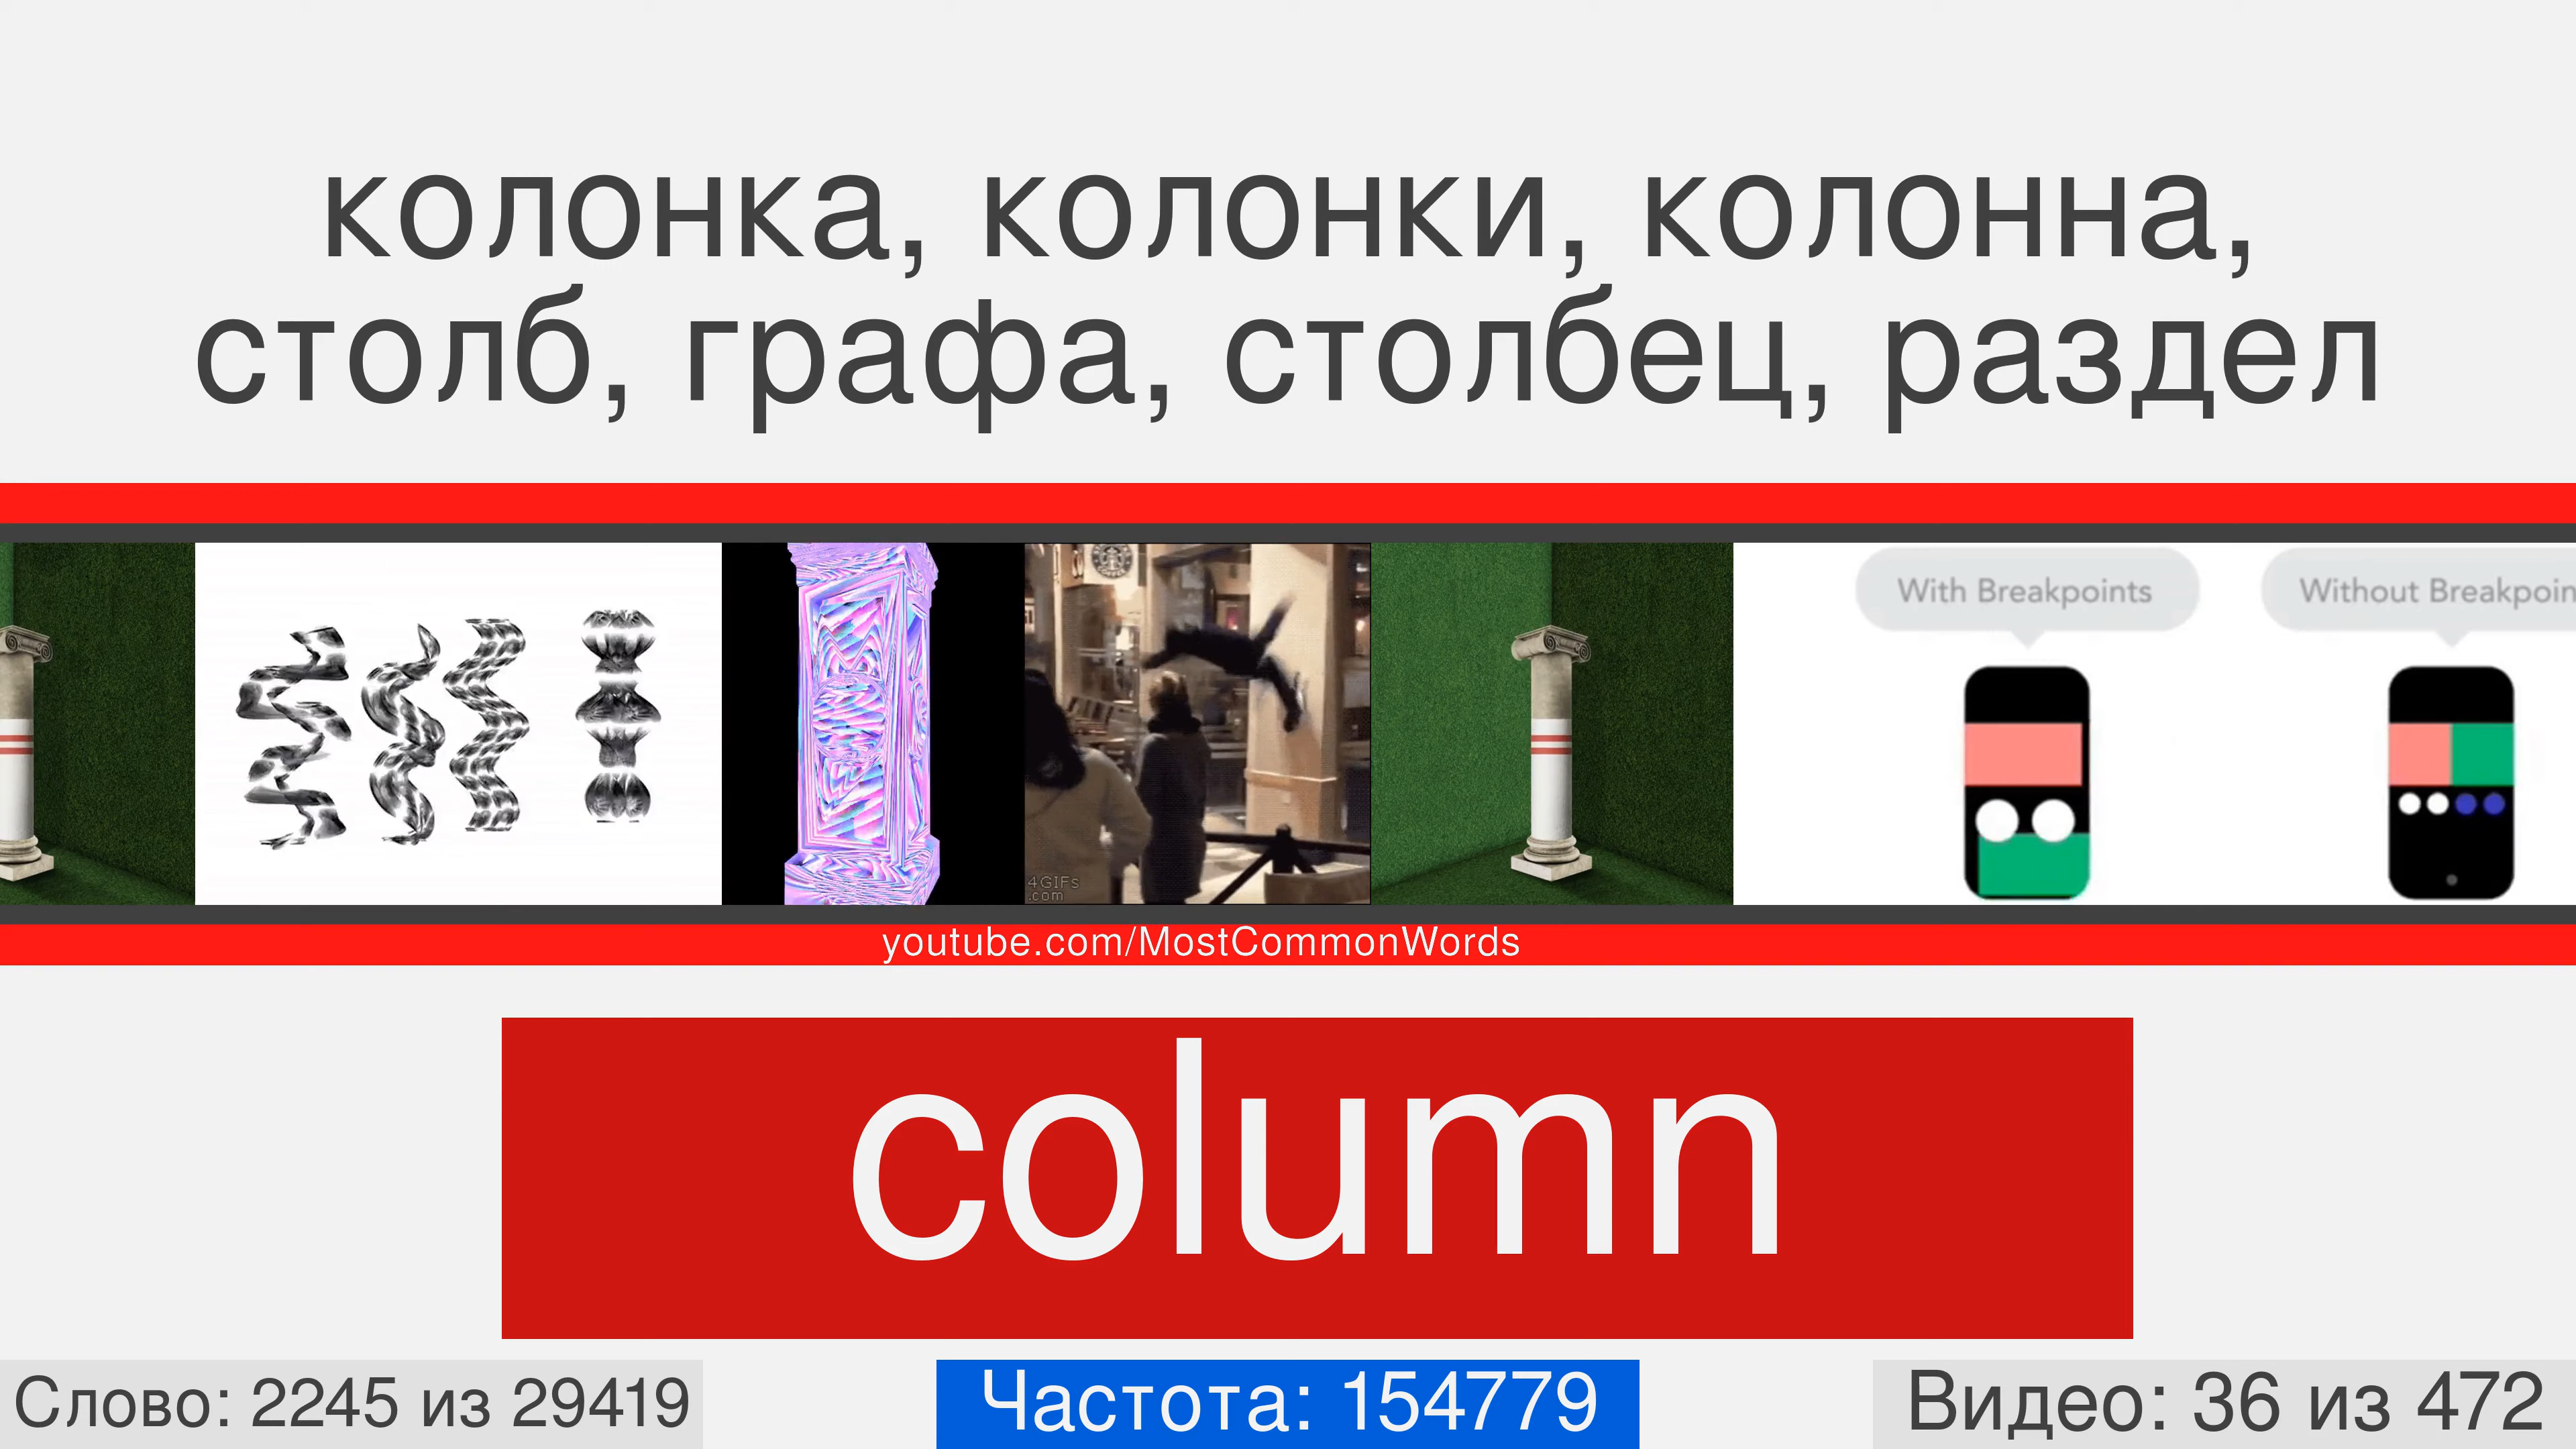 колонка, колонки, колонна,
столб, графа, столбец, раздел
With Breakpoints
Without
4GIFs
.com
youtube.com/MostCommonWords
column
Слово: 2245 из 29419
Частота: 154779
Видео: 36 из 472